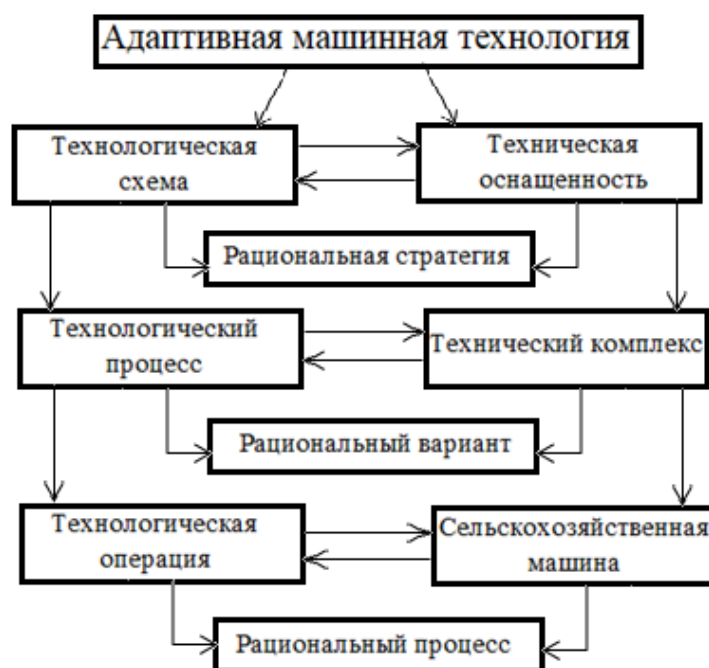 Адаптивная машинная технология
Технологическая
схема
Техническая
оснащенность
Рациональная стратегия
Технологический
процесс
Технический комплекс
Рациональный вариант
Технологическая
операция
Сельскохозяйственная
машина
Рациональный процесс